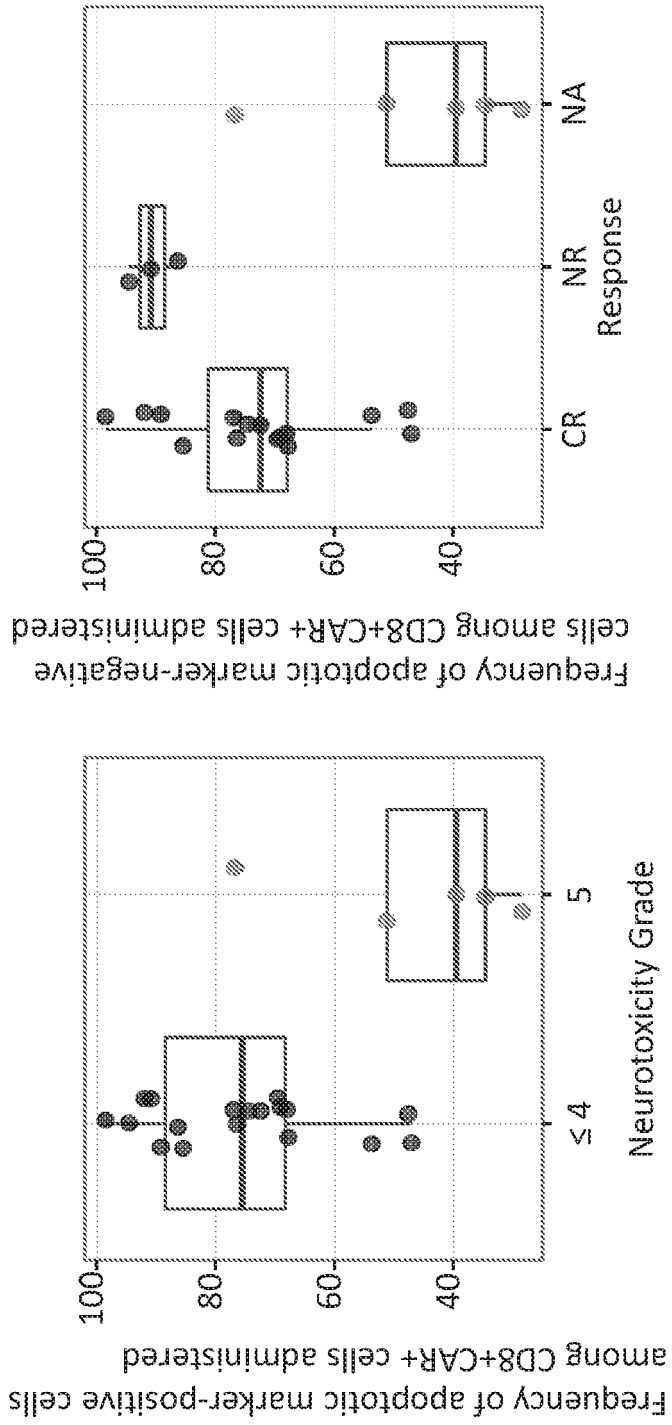 Frequency of apoptotic marker-positive cells
among CD8+CAR+ cells administered
100
80
60
40
≤4
5
Neurotoxicity Grade
Frequency of apoptotic marker-negative
cells among CD8+CAR+ cells administered
100
80
60
40
CR
NR
NA
Response